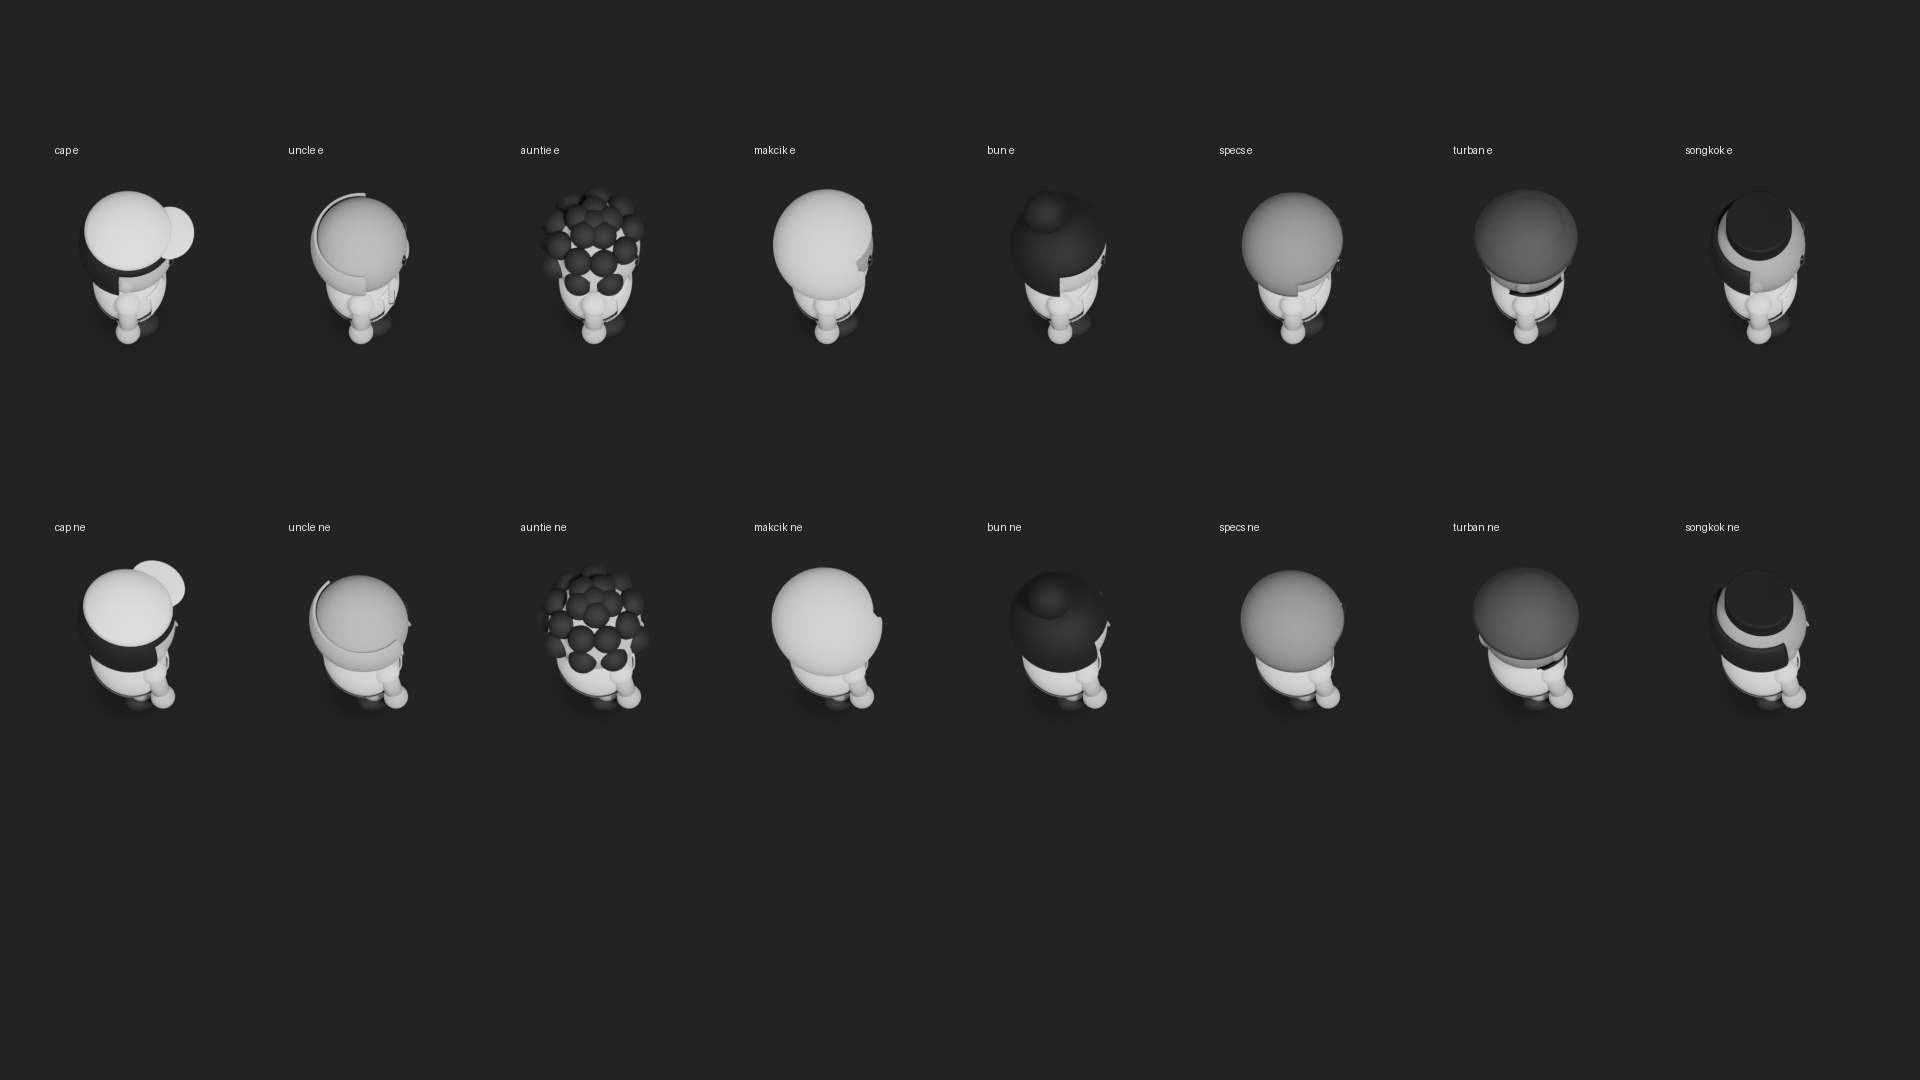 cap e
uncle e
auntie e
makcik e
bun e
specs e
turban e
songkok e
cap ne
uncle ne
auntie ne
makcik ne
bun ne
specs ne
turban ne
songkok ne